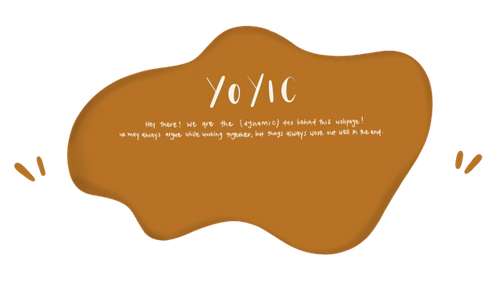 YOYIC
Hey there! We are the (dynamic) trio behind this webpage!
We may always argue while working together, but things always work out well in the end.